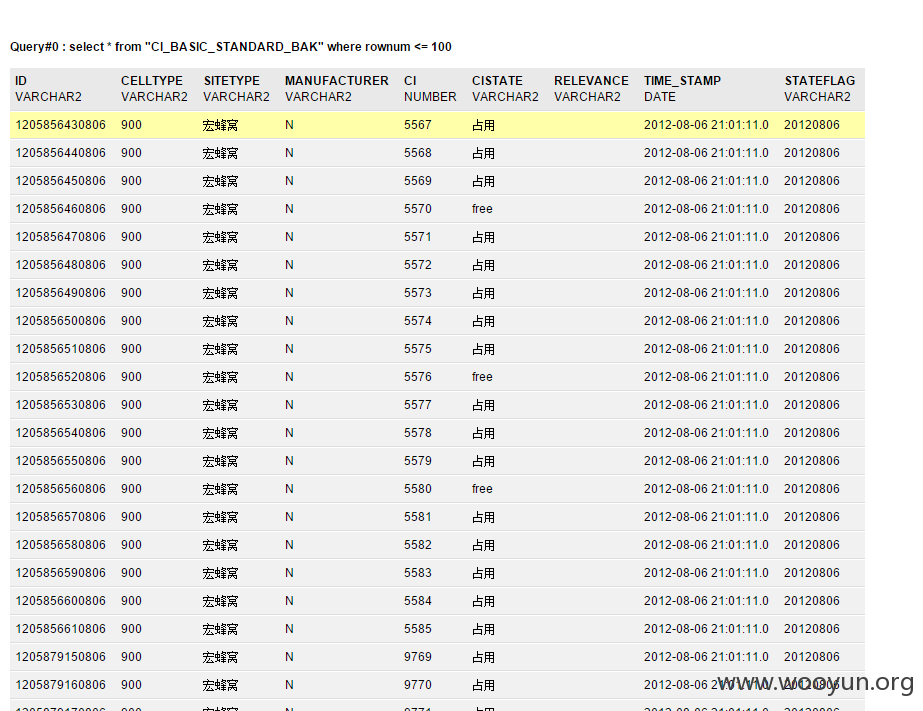 Query#0 : select * from "CI_BASIC_STANDARD_BAK" where rownum <= 100
ID CELLTYPE SITETYPE MANUFACTURER CI CISTATE RELEVANCE TIME_STAMP STATEFLAG
VARCHAR2 VARCHAR2 VARCHAR2 VARCHAR2 NUMBER VARCHAR2 VARCHAR2 DATE VARCHAR2
1205856430806 900 宏蜂窝 N 5567 占用 2012-08-06 21:01:11.0 20120806
1205856440806 900 宏蜂窝 N 5568 占用 2012-08-06 21:01:11.0 20120806
1205856450806 900 宏蜂窝 N 5569 占用 2012-08-06 21:01:11.0 20120806
1205856460806 900 宏蜂窝 N 5570 free 2012-08-06 21:01:11.0 20120806
1205856470806 900 宏蜂窝 N 5571 占用 2012-08-06 21:01:11.0 20120806
1205856480806 900 宏蜂窝 N 5572 占用 2012-08-06 21:01:11.0 20120806
1205856490806 900 宏蜂窝 N 5573 占用 2012-08-06 21:01:11.0 20120806
1205856500806 900 宏蜂窝 N 5574 占用 2012-08-06 21:01:11.0 20120806
1205856510806 900 宏蜂窝 N 5575 占用 2012-08-06 21:01:11.0 20120806
1205856520806 900 宏蜂窝 N 5576 free 2012-08-06 21:01:11.0 20120806
1205856530806 900 宏蜂窝 N 5577 占用 2012-08-06 21:01:11.0 20120806
1205856540806 900 宏蜂窝 N 5578 占用 2012-08-06 21:01:11.0 20120806
1205856550806 900 宏蜂窝 N 5579 占用 2012-08-06 21:01:11.0 20120806
1205856560806 900 宏蜂窝 N 5580 free 2012-08-06 21:01:11.0 20120806
1205856570806 900 宏蜂窝 N 5581 占用 2012-08-06 21:01:11.0 20120806
1205856580806 900 宏蜂窝 N 5582 占用 2012-08-06 21:01:11.0 20120806
1205856590806 900 宏蜂窝 N 5583 占用 2012-08-06 21:01:11.0 20120806
1205856600806 900 宏蜂窝 N 5584 占用 2012-08-06 21:01:11.0 20120806
1205856610806 900 宏蜂窝 N 5585 占用 2012-08-06 21:01:11.0 20120806
1205879150806 900 宏蜂窝 N 9769 占用 2012-08-06 21:01:11.0 20120806
1205879160806 900 宏蜂窝 N 9770 占用 2012-08-06 21:01:11.0 20120806
www.wooyun.org